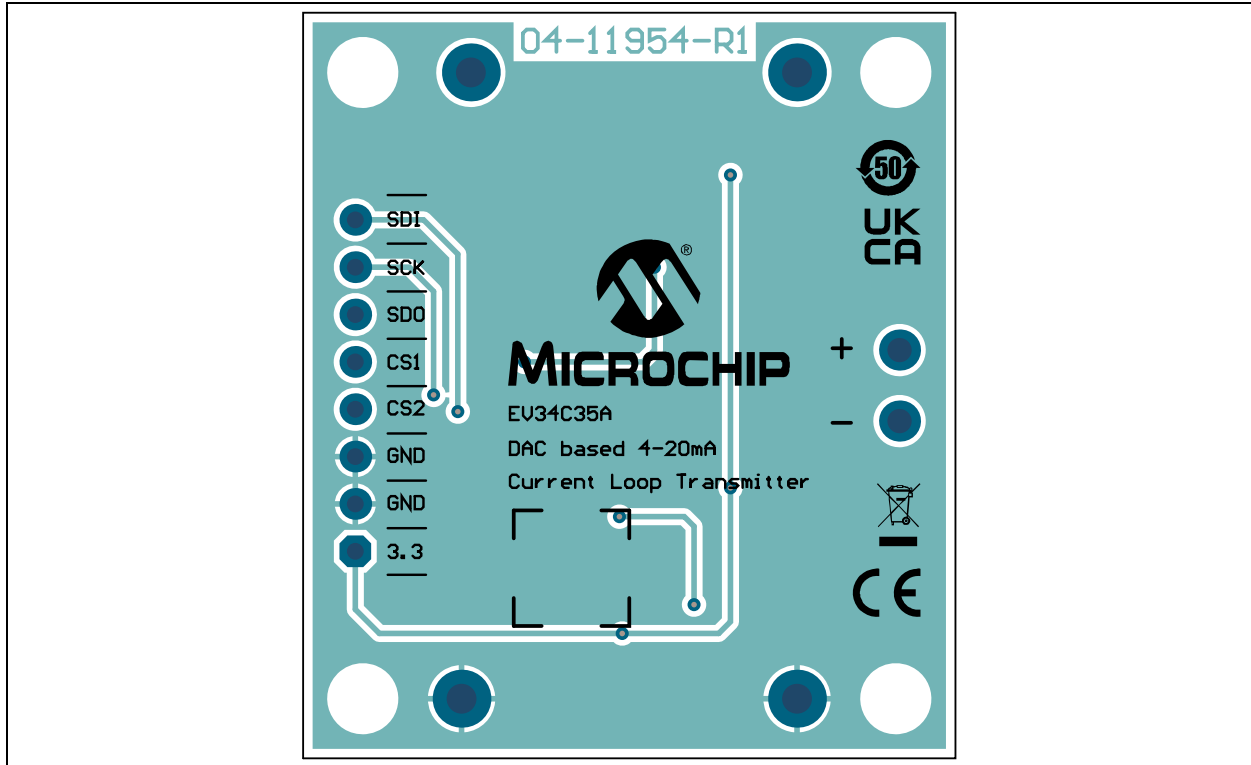 04-11954-R1
50
UK
CA
SDI
SCK
SDO
CS1
CS2
GND
GND
3.3
®
MICROCHIP
EV34C35A
DAC based 4-20mA
Current Loop Transmitter
+
−
CE